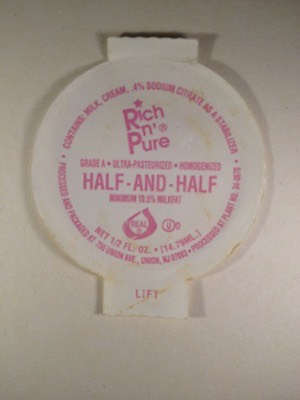 CONTAINS: MILK, CREAM, .4% SODIUM CITRATE AS A STABILIZER
Rich
n'®
Pure
GRADE A • ULTRA-PASTEURIZED • HOMOGENIZED
HALF-AND-HALF
MINIMUM 10.5% MILKFAT
REAL
U D
NET 1/2 FL. OZ. • (14.79ML.)
• PROCESSED AND PACKAGED AT 750 UNION AVE., UNION, NJ 07083 • PROCESSED AT PLANT NO. 34-8076 •
LIFT